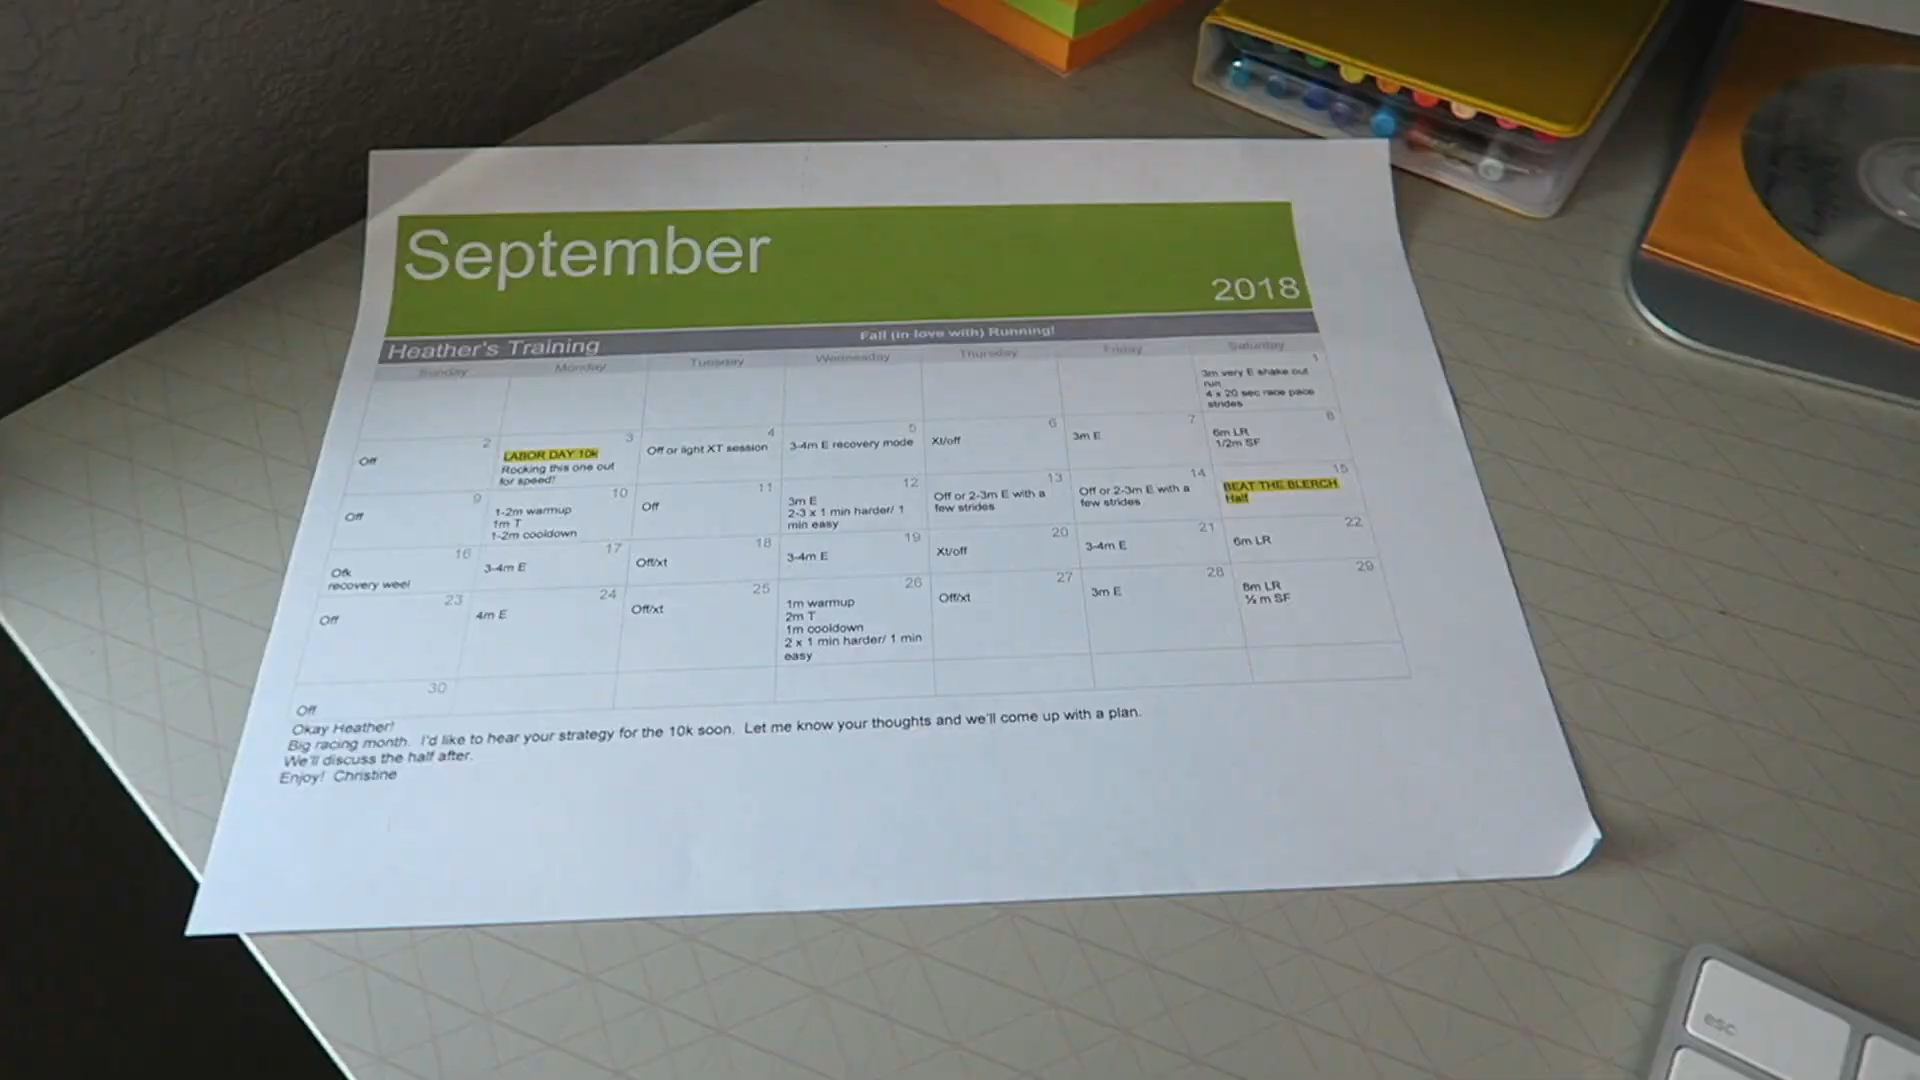 September
2018
Heather's Training
Fall (in love with) Running!
Sunday
Monday
Tuesday
Wednesday
Thursday
Friday
Saturday
1
3m very E shake out
run
4 x 20 sec race pace
strides
2
Off
3
LABOR DAY 10k
Rocking this one out
for speed!
4
Off or light XT session
5
3-4m E recovery mode
6
Xt/off
7
3m E
8
6m LR
1/2m SF
9
Off
10
1-2m warmup
1m T
1-2m cooldown
11
Off
12
3m E
2-3 x 1 min harder/ 1
min easy
13
Off or 2-3m E with a
few strides
14
Off or 2-3m E with a
few strides
15
BEAT THE BLERCH
Half
16
recovery week
17
3-4m E
18
Off/xt
19
3-4m E
20
Xt/off
21
3-4m E
22
6m LR
23
Off
24
4m E
25
Off/xt
26
1m warmup
2m T
1m cooldown
2 x 1 min harder/ 1 min
easy
27
Off/xt
28
3m E
29
LR
½ m SF
30
Off
Okay Heather!
Big racing month. I'd like to hear your strategy for the 10k soon. Let me know your thoughts and we'll come up with a plan.
We'll discuss the half after.
Enjoy! Christine
esc